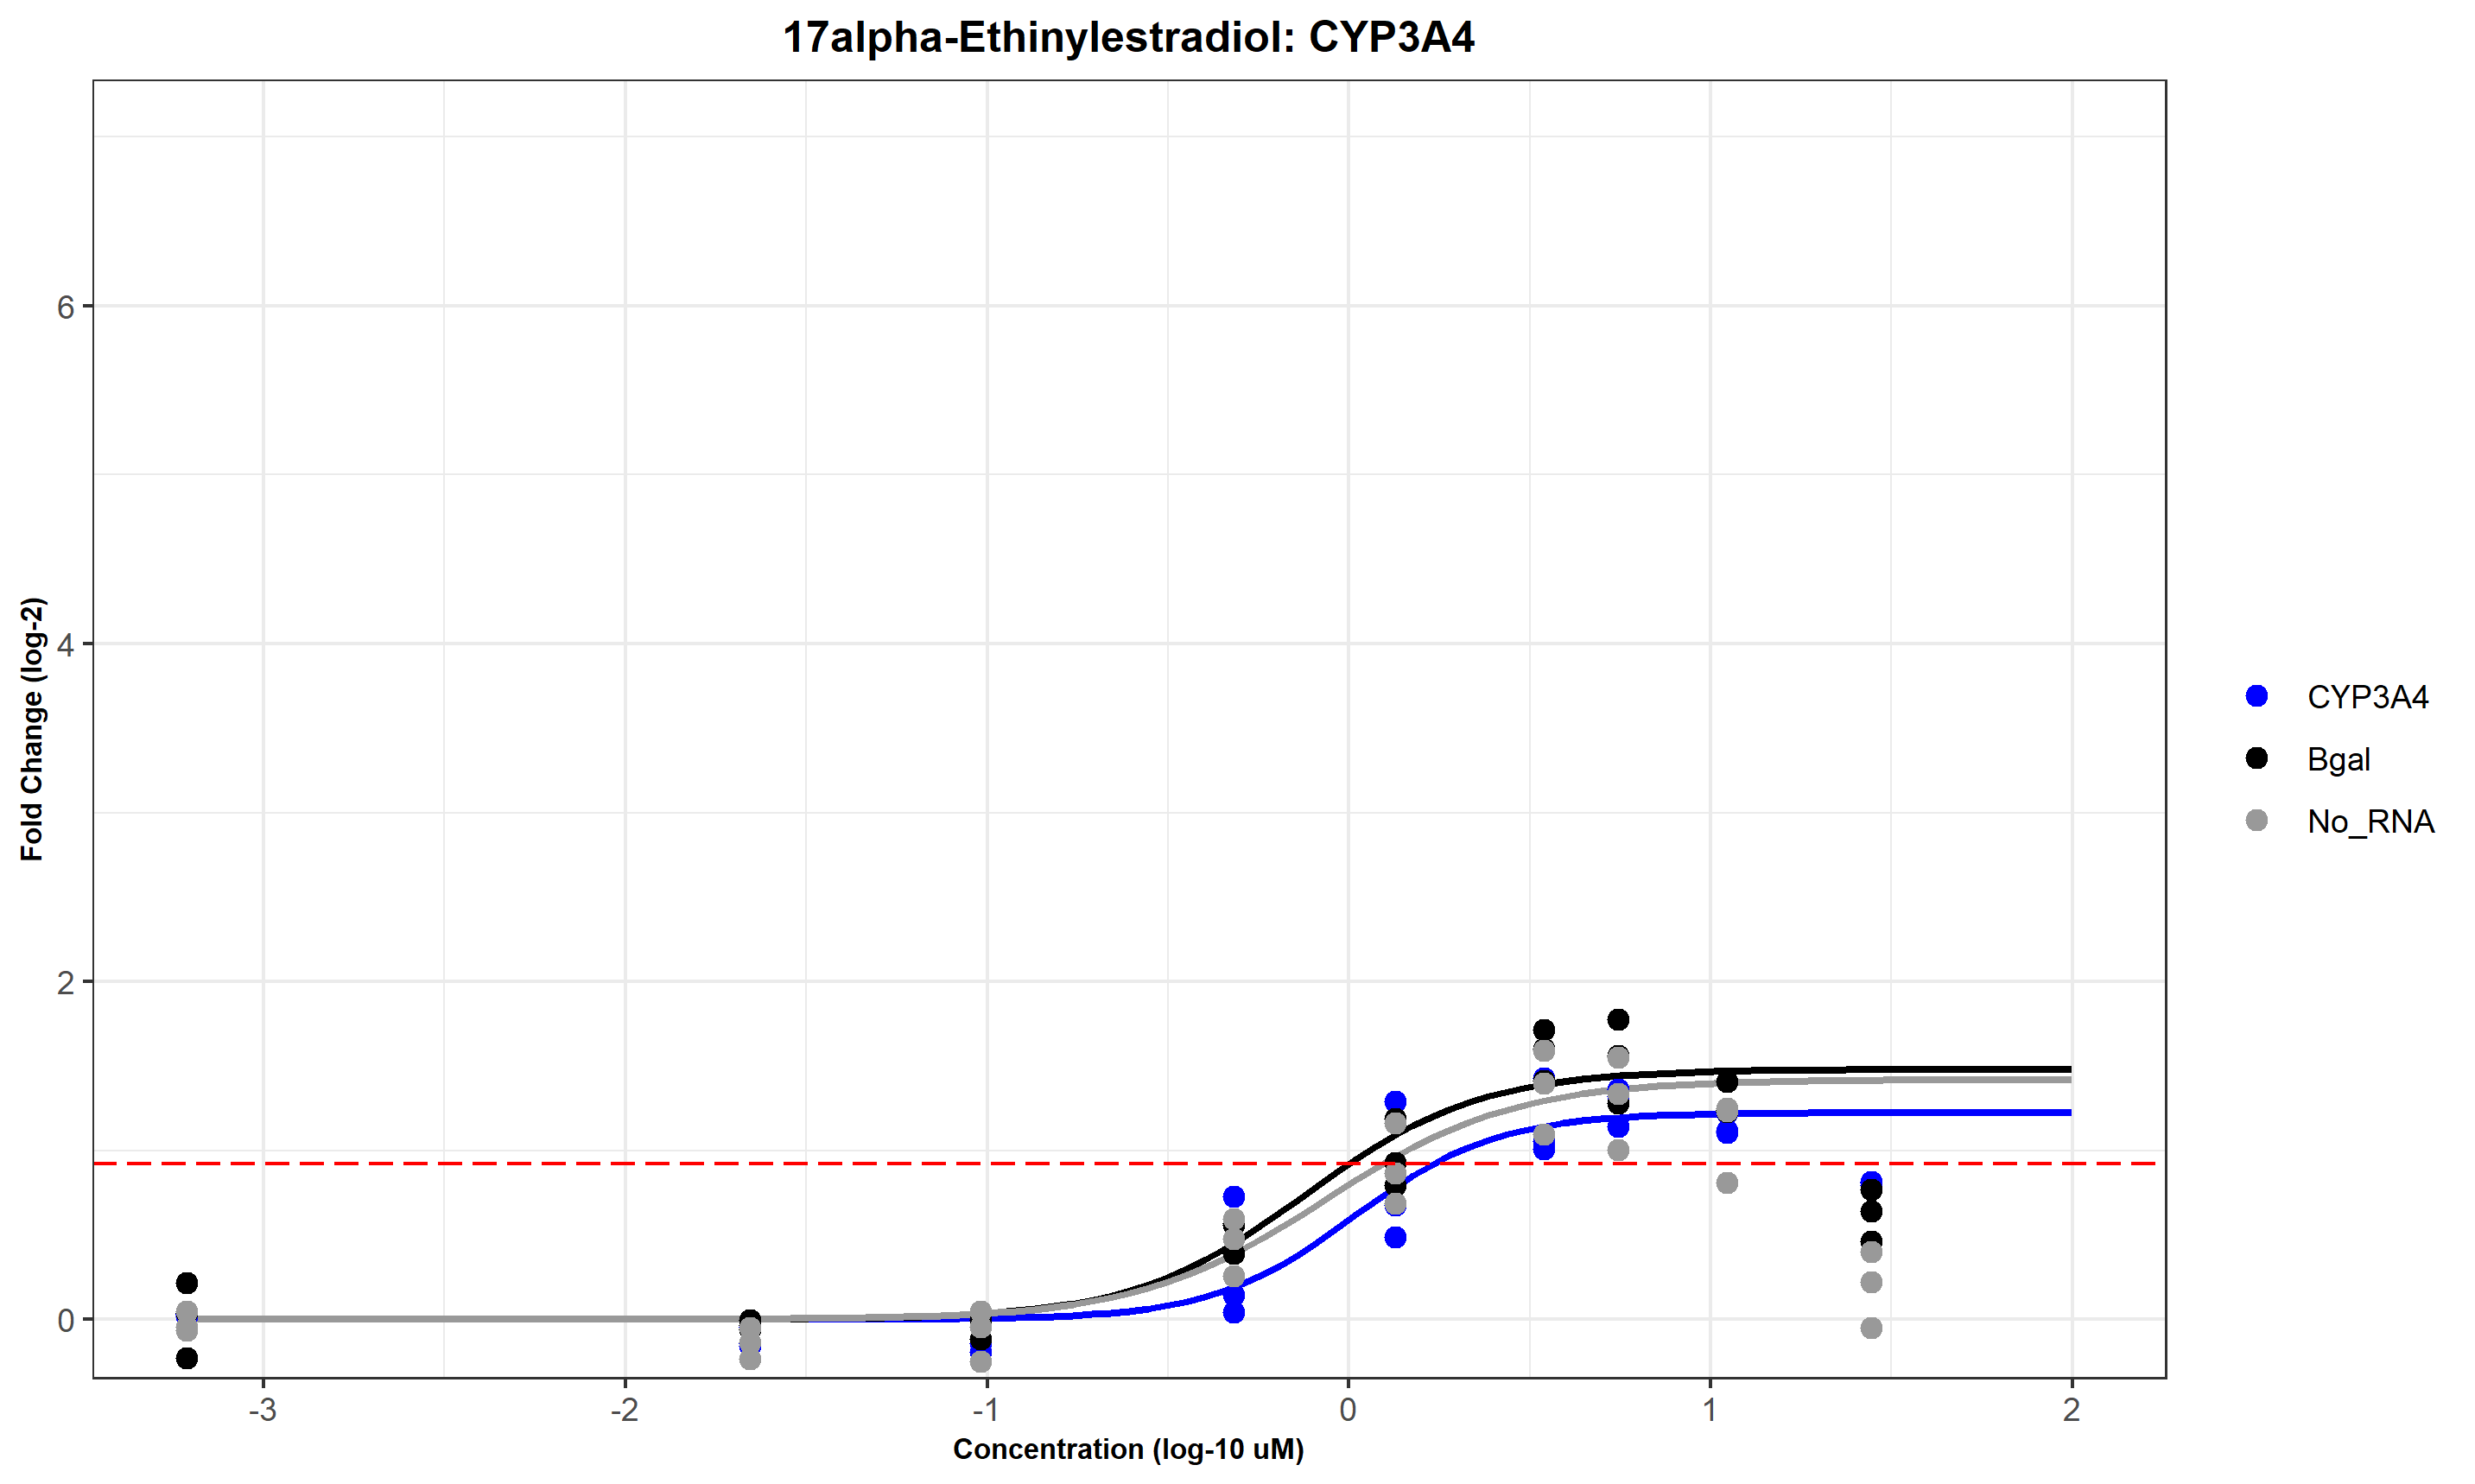 17alpha-Ethinylestradiol: CYP3A4
Fold Change (log-2)
6
4
2
0
-3
-2
-1
0
1
2
Concentration (log-10 uM)
CYP3A4
Bgal
No_RNA